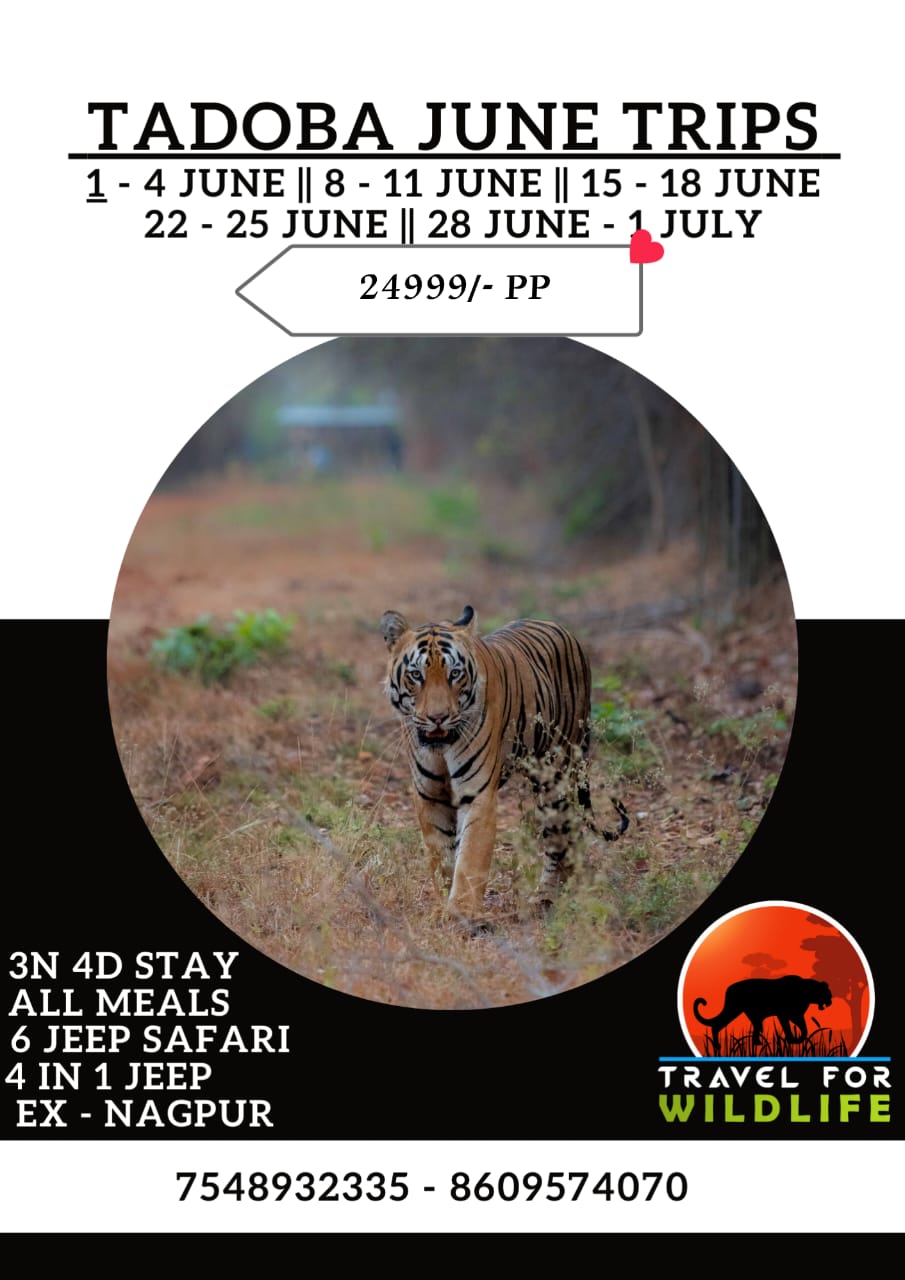 TADOBA JUNE TRIPS
1 - 4 JUNE || 8 - 11 JUNE || 15 - 18 JUNE
22 - 25 JUNE || 28 JUNE - 1 JULY
24999/- PP
3N 4D STAY
ALL MEALS
6 JEEP SAFARI
4 IN 1 JEEP
EX - NAGPUR
TRAVEL FOR
WILDLIFE
7548932335 - 8609574070